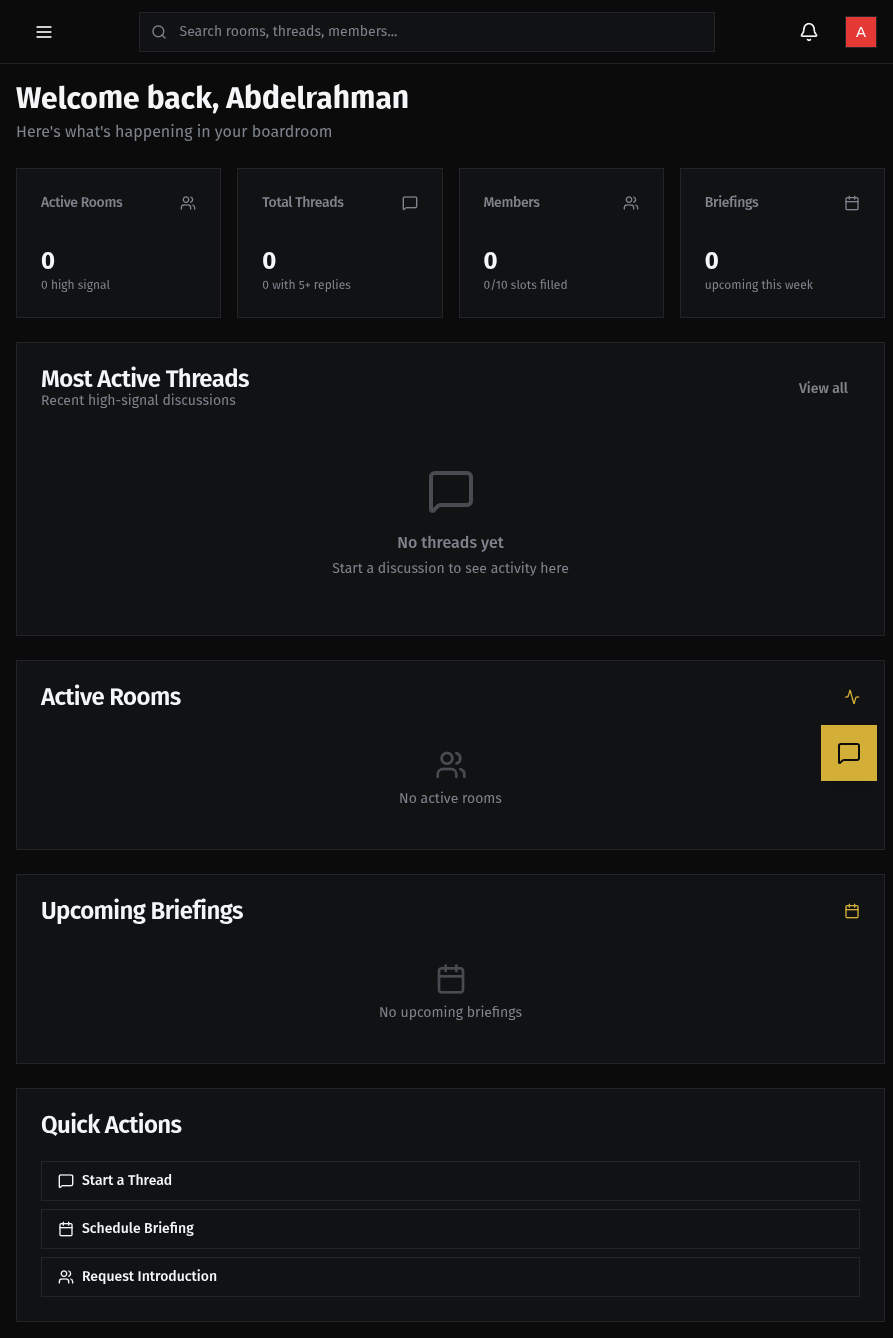 Search rooms, threads, members...
A
Welcome back, Abdelrahman
Here's what's happening in your boardroom
Active Rooms
0
0 high signal
Total Threads
0
0 with 5+ replies
Members
0
0/10 slots filled
Briefings
0
upcoming this week
Most Active Threads
Recent high-signal discussions
View all
No threads yet
Start a discussion to see activity here
Active Rooms
No active rooms
Upcoming Briefings
No upcoming briefings
Quick Actions
Start a Thread
Schedule Briefing
Request Introduction